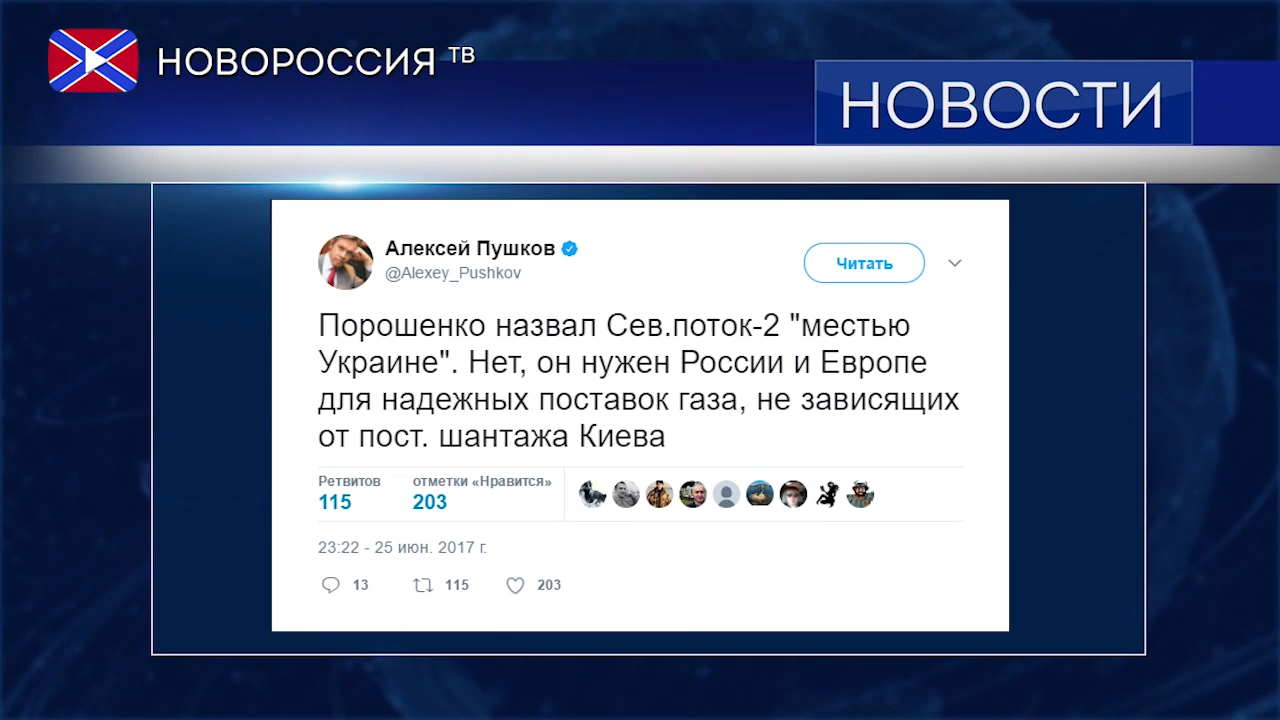 НОВОРОССИЯ ТВ
НОВОСТИ
Алексей Пушков
@Alexey_Pushkov
Читать
Порошенко назвал Сев.поток-2 "местью
Украине". Нет, он нужен России и Европе
для надежных поставок газа, не зависящих
от пост. шантажа Киева
Ретвитов отметки «Нравится»
115 203
23:22 - 25 июн. 2017 г.
13 115 203